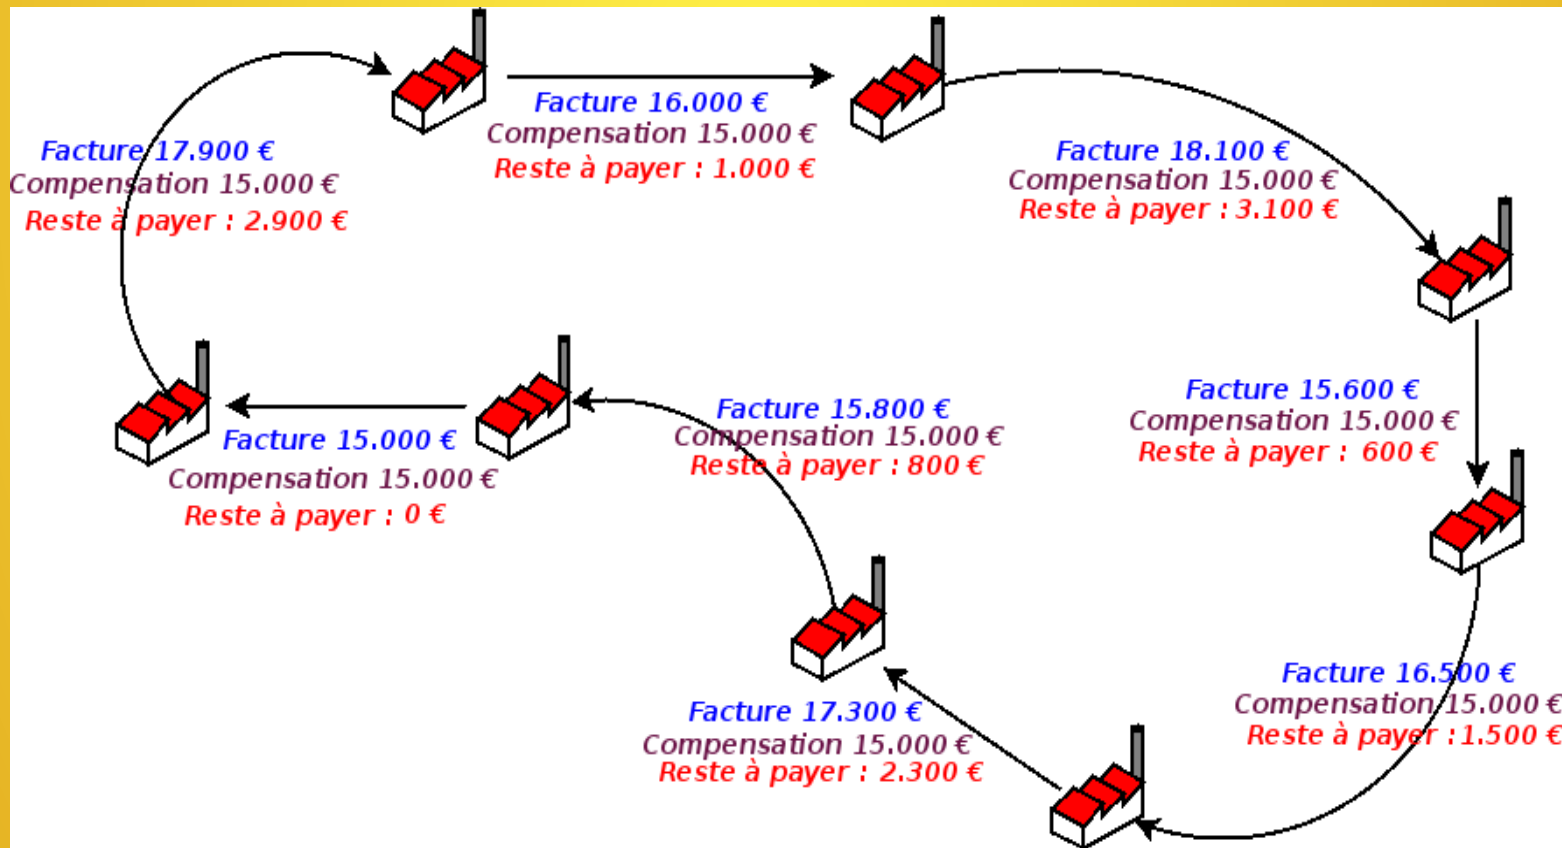 Facture 16.000 €
Compensation 15.000 €
Reste à payer : 1.000 €
Facture 18.100 €
Compensation 15.000 €
Reste à payer : 3.100 €
Facture 17.900 €
Compensation 15.000 €
Reste à payer : 2.900 €
Facture 15.600 €
Compensation 15.000 €
Reste à payer : 600 €
Facture 15.800 €
Compensation 15.000 €
Reste à payer : 800 €
Facture 15.000 €
Compensation 15.000 €
Reste à payer : 0 €
Facture 16.500 €
Compensation 15.000 €
Reste à payer : 1.500 €
Facture 17.300 €
Compensation 15.000 €
Reste à payer : 2.300 €